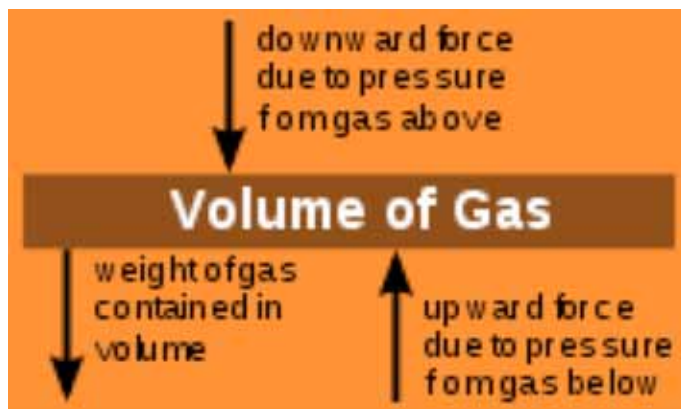 downward force
due to pressure
fom gas above
Volume of Gas
weight of gas
contained in
volume
upward force
due to pressure
fom gas below